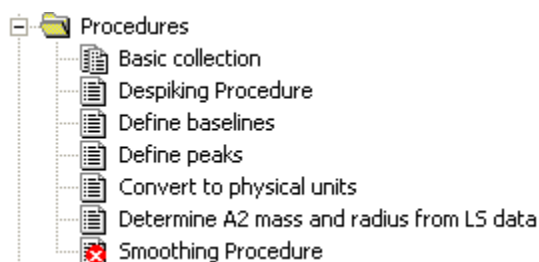 Procedures
Basic collection
Despiking Procedure
Define baselines
Define peaks
Convert to physical units
Determine A2 mass and radius from LS data
Smoothing Procedure